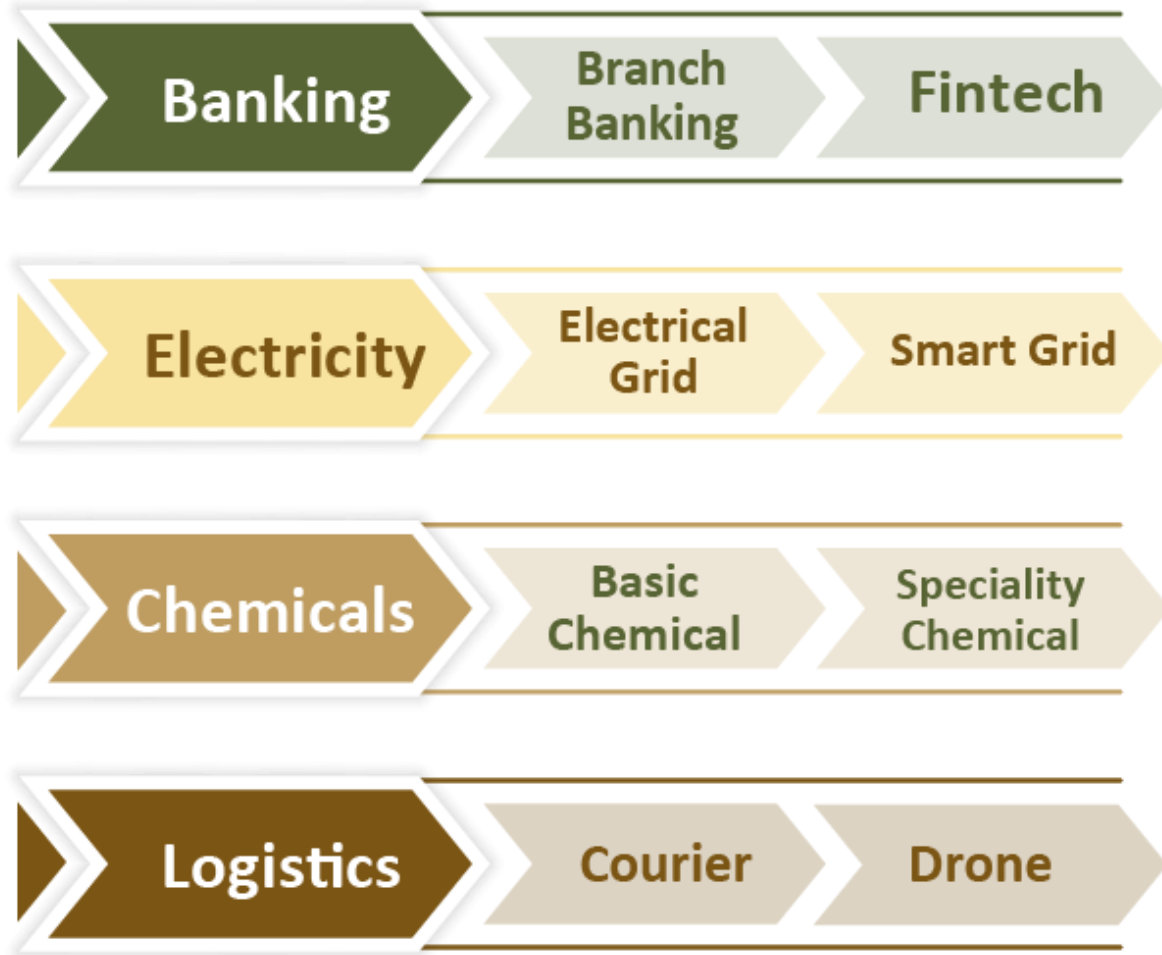 Banking
Branch
Banking
Fintech
Electricity
Electrical
Grid
Smart Grid
Chemicals
Basic
Chemical
Speciality
Chemical
Logistics
Courier
Drone